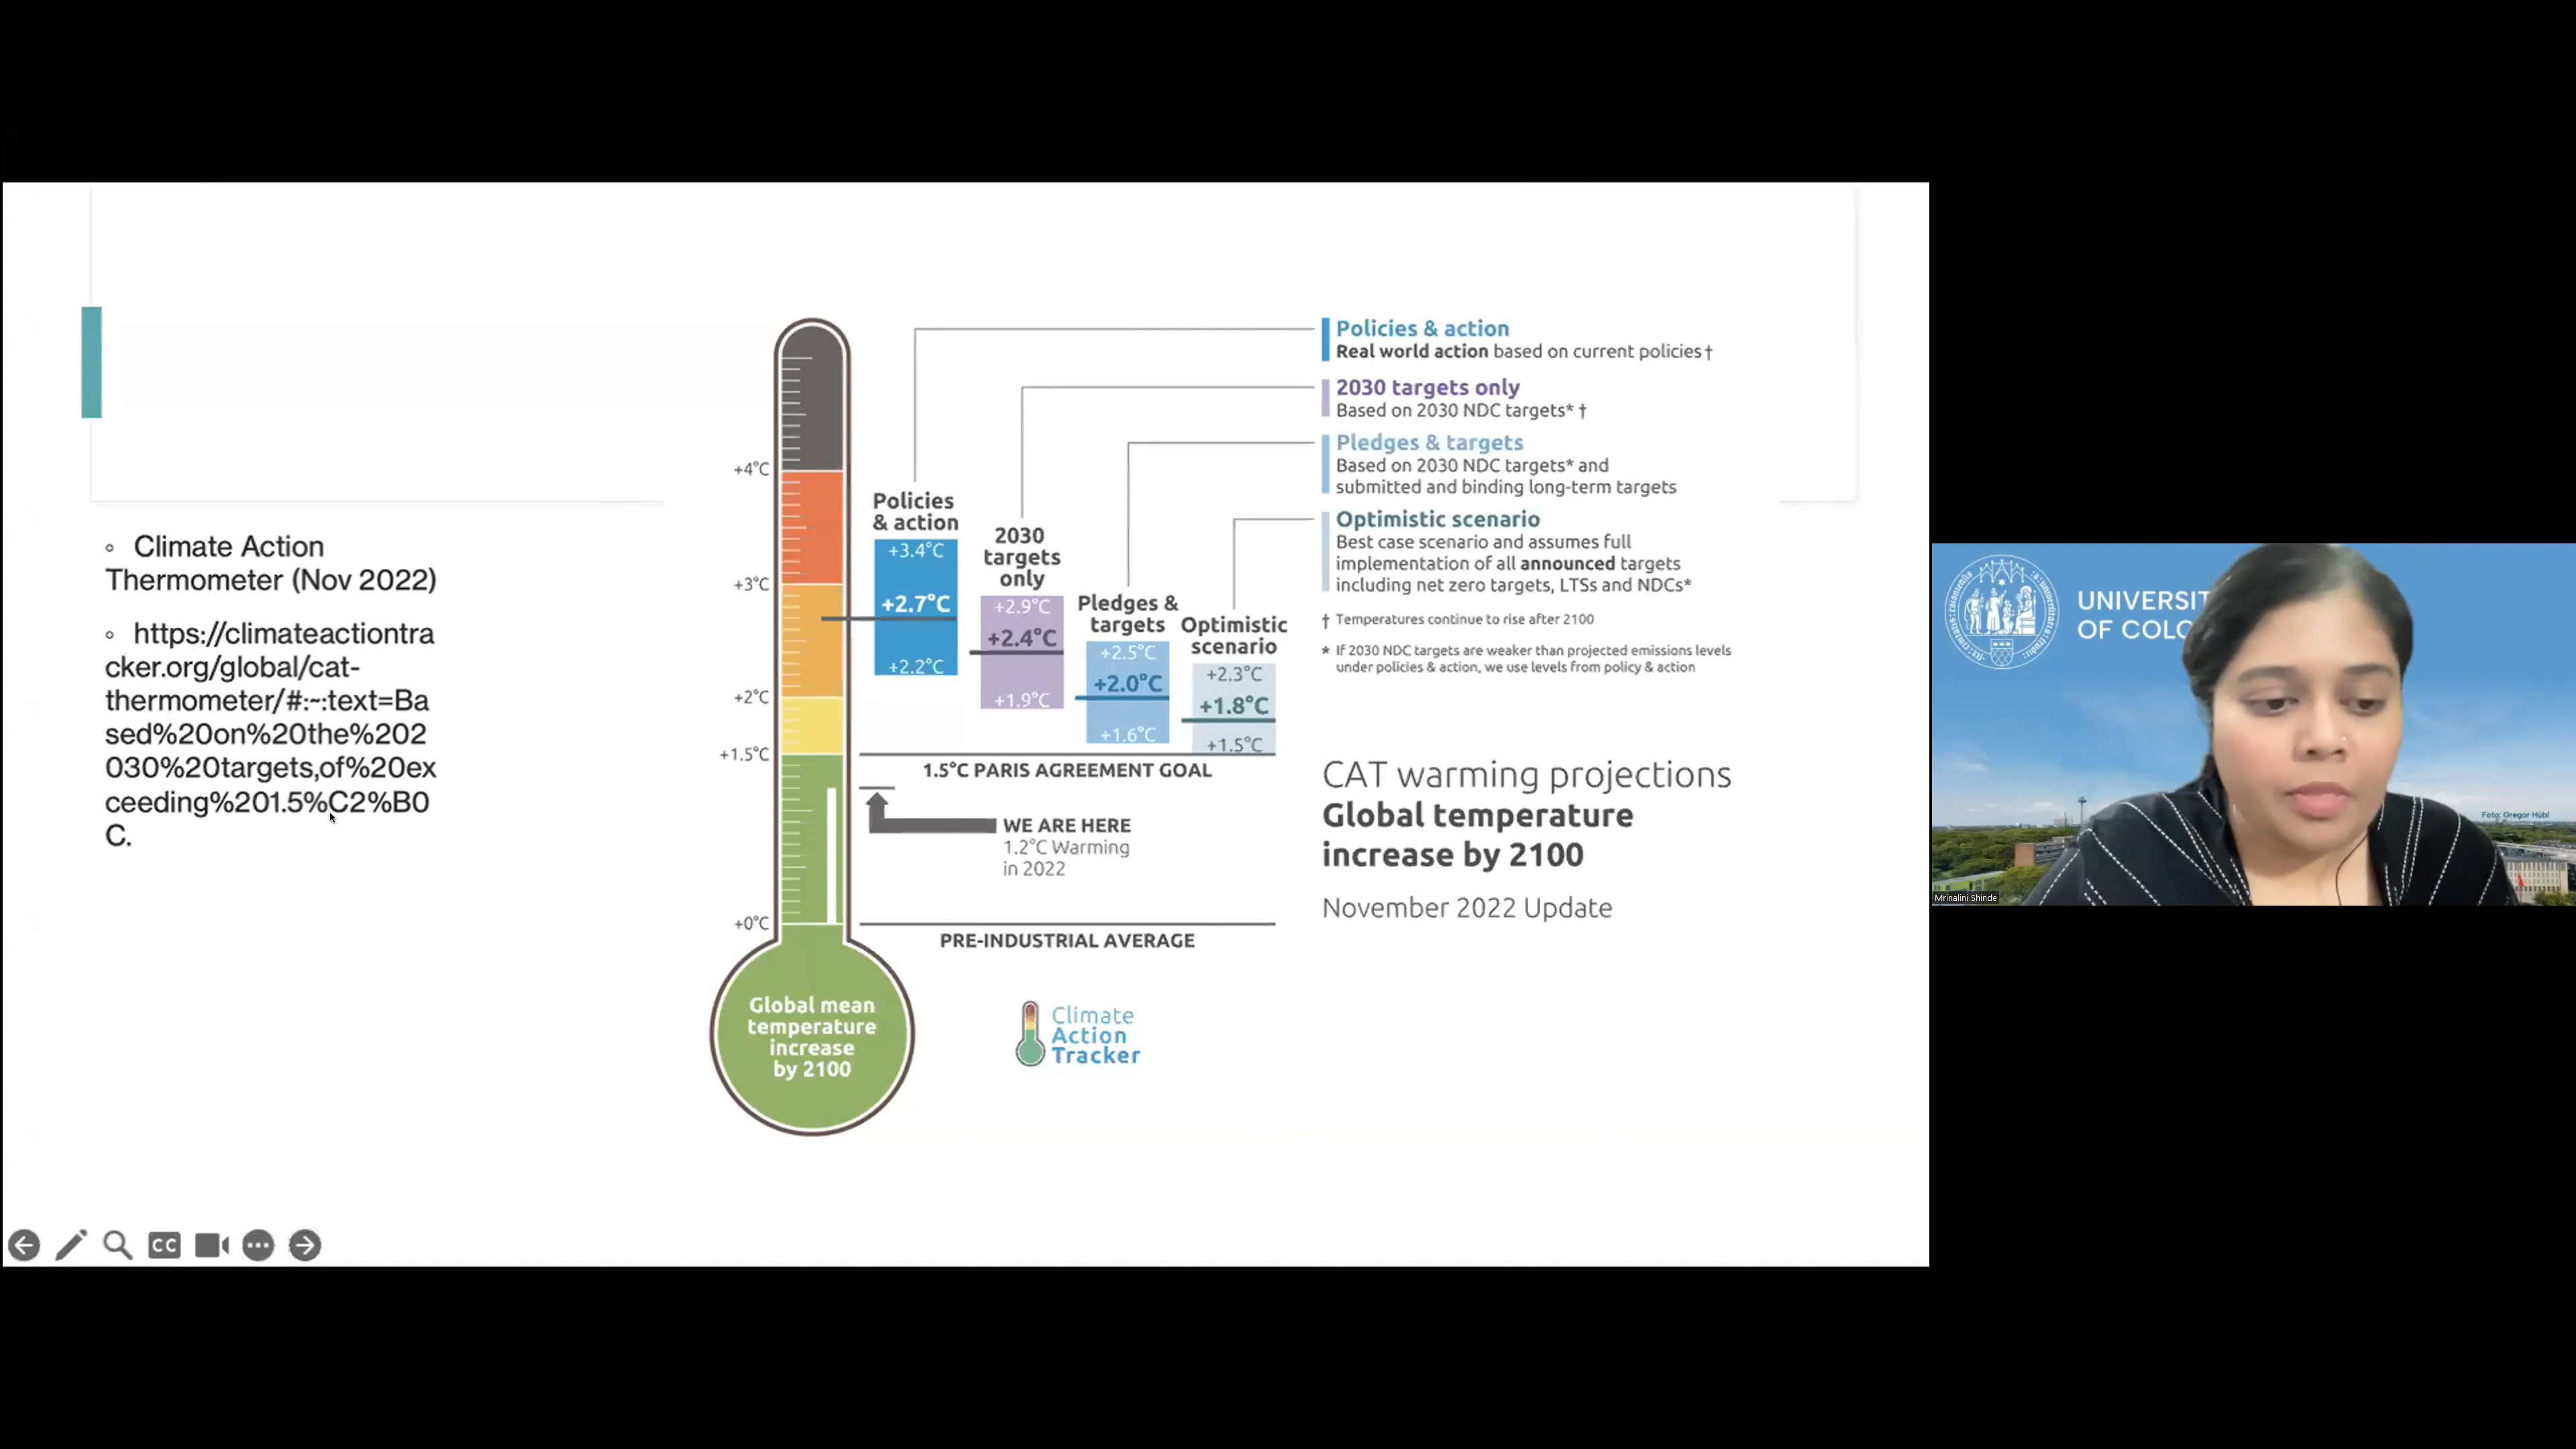 ◦ Climate Action
Thermometer (Nov 2022)
◦ https://climateactiontra
cker.org/global/cat-
thermometer/#:~:text=Ba
sed%20on%20the%202
030%20targets,of%20ex
ceeding%201.5%C2%B0
C.
+4°C
+3°C
+2°C
+1.5°C
+0°C
Policies
& action
+3.4°C
+2.7°C
+2.2°C
2030
targets
only
+2.9°C
+2.4°C
+1.9°C
Pledges &
targets
+2.5°C
+2.0°C
+1.6°C
Optimistic
scenario
+2.3°C
+1.8°C
+1.5°C
1.5°C PARIS AGREEMENT GOAL
WE ARE HERE
1.2°C Warming
in 2022
PRE-INDUSTRIAL AVERAGE
Global mean
temperature
increase
by 2100
Climate
Action
Tracker
Policies & action
Real world action based on current policies †
2030 targets only
Based on 2030 NDC targets* †
Pledges & targets
Based on 2030 NDC targets* and
submitted and binding long-term targets
Optimistic scenario
Best case scenario and assumes full
implementation of all announced targets
including net zero targets, LTSs and NDCs*
† Temperatures continue to rise after 2100
* If 2030 NDC targets are weaker than projected emissions levels
under policies & action, we use levels from policy & action
CAT warming projections
Global temperature
increase by 2100
November 2022 Update
CC
UNIVERSIT
OF COLO
Foto: Gregor Hübl
Mrinalini Shinde